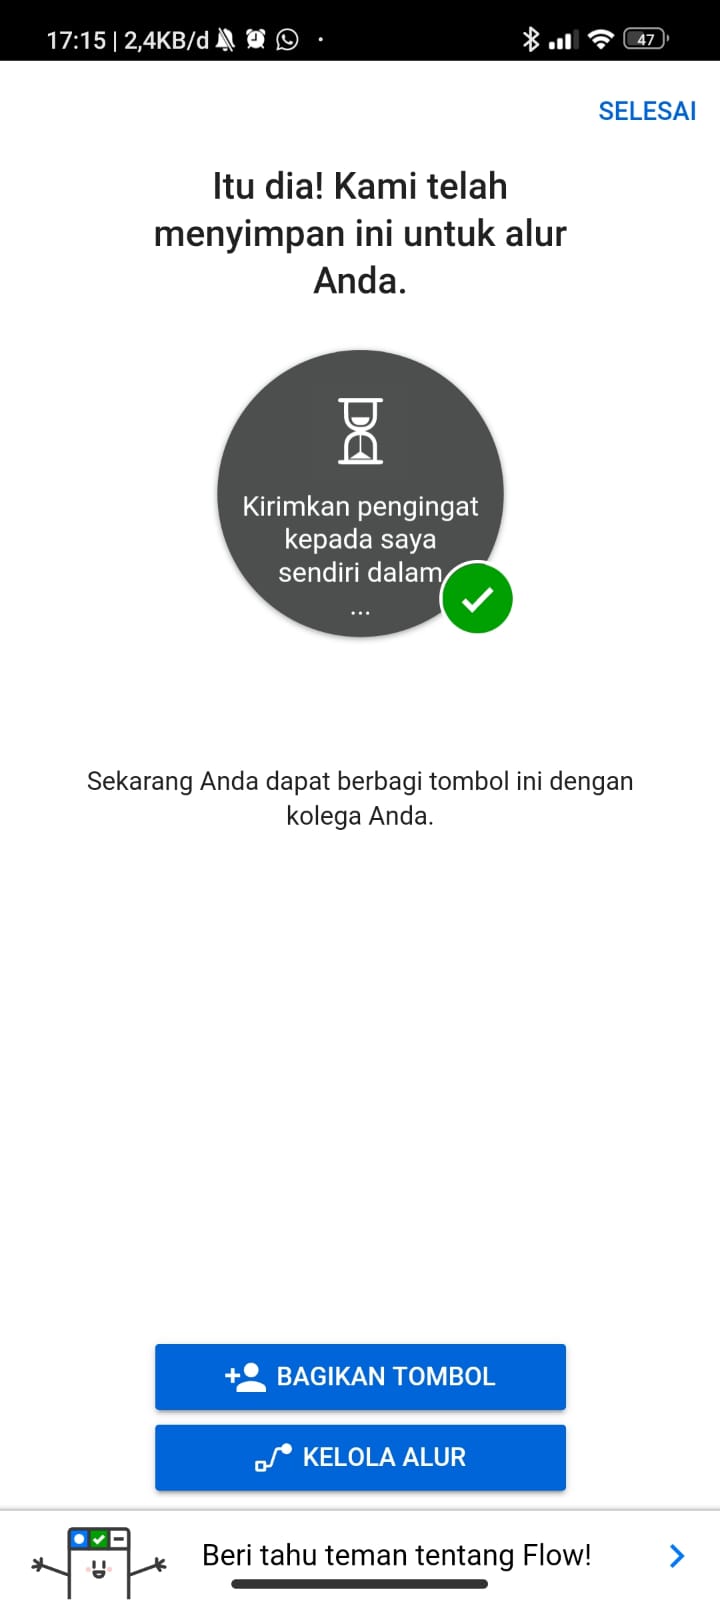 17:15 | 2,4KB/d
47
SELESAI
Itu dia! Kami telah
menyimpan ini untuk alur
Anda.
Kirimkan pengingat
kepada saya
sendiri dalam
...
Sekarang Anda dapat berbagi tombol ini dengan
kolega Anda.
BAGIKAN TOMBOL
KELOLA ALUR
Beri tahu teman tentang Flow!